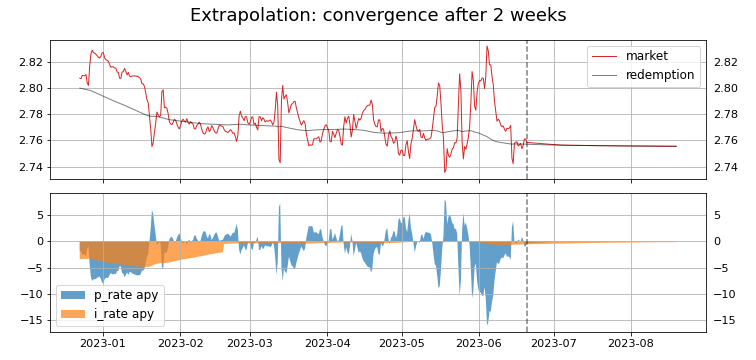 Extrapolation: convergence after 2 weeks
2.82 2.82
2.80 2.80
2.78 2.78
2.76 2.76
2.74 2.74
market
redemption
5 5
0 0
−5 −5
−10 −10
−15 −15
p_rate apy
i_rate apy
2023-01 2023-02 2023-03 2023-04 2023-05 2023-06 2023-07 2023-08